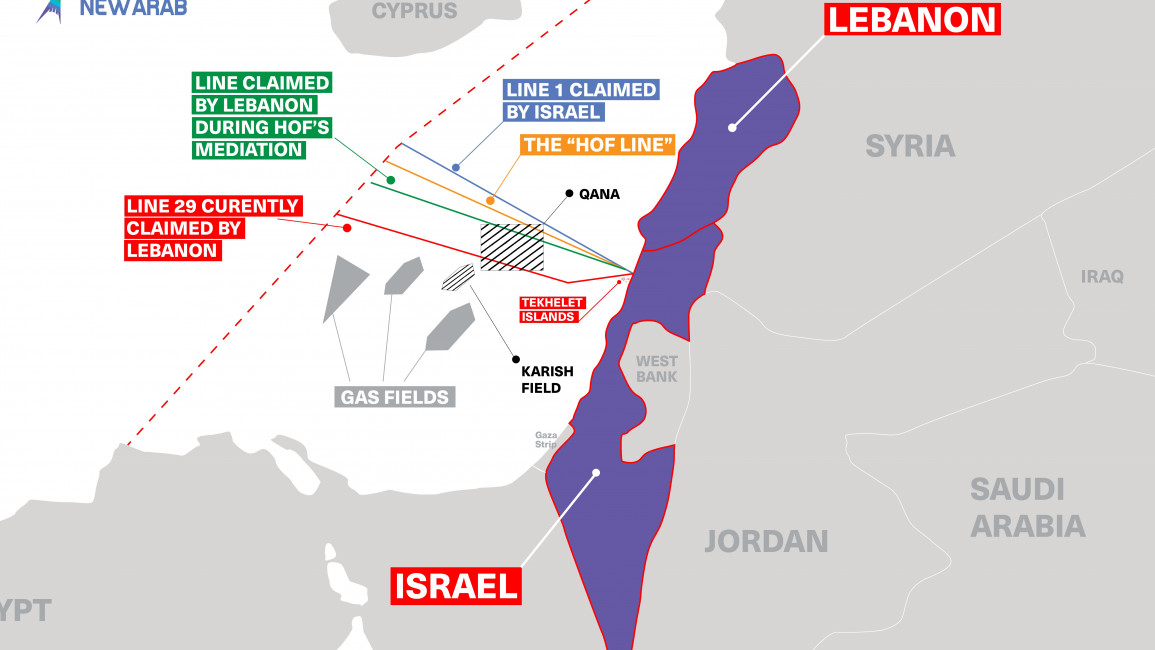 NEW ARAB
CYPRUS
LEBANON
LINE CLAIMED
BY LEBANON
DURING HOF'S
MEDIATION
LINE 1 CLAIMED
BY ISRAEL
THE “HOF LINE”
SYRIA
QANA
LINE 29 CURENTLY
CLAIMED BY
LEBANON
IRAQ
TEKHELET
ISLANDS
WEST
BANK
KARISH
FIELD
GAS FIELDS
Gaza
Strip
SAUDI
ARABIA
JORDAN
ISRAEL
YPT